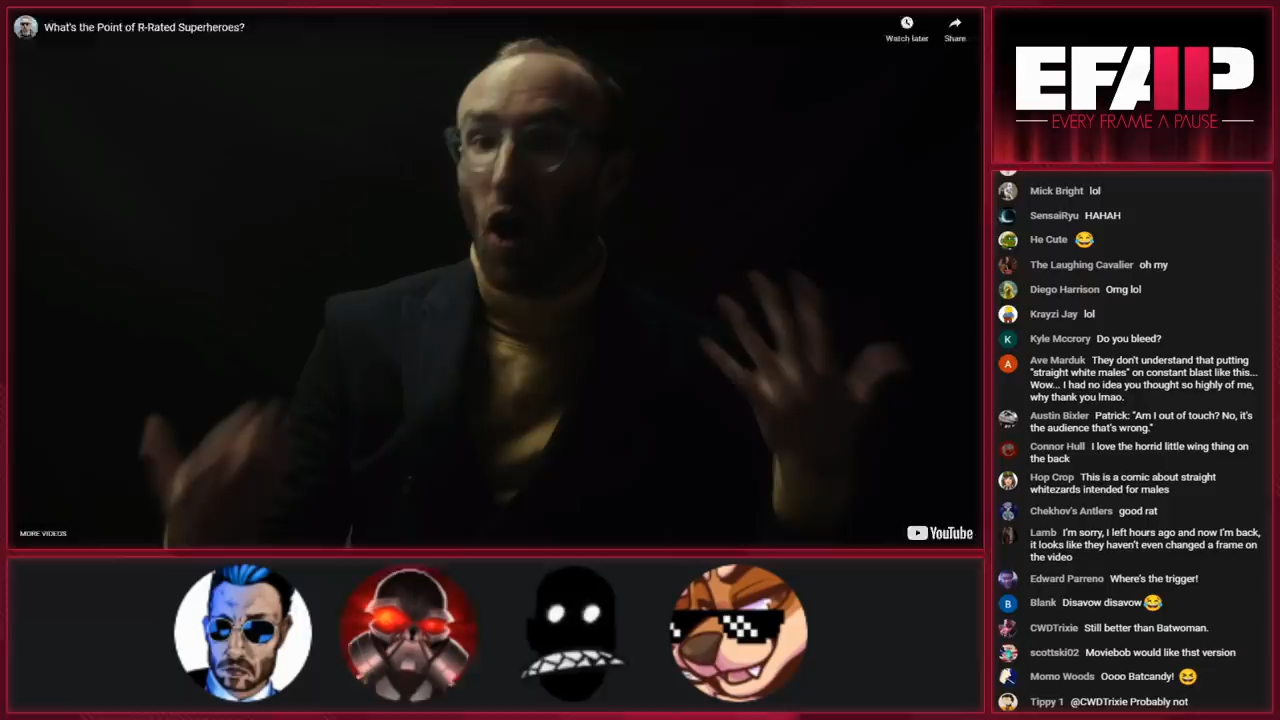 What's the Point of R-Rated Superheroes?
Watch later
Share
MORE VIDEOS
YouTube
EFAP
EVERY FRAME A PAUSE
Mick Bright lol
SensaiRyu HAHAH
He Cute
The Laughing Cavalier oh my
Diego Harrison Omg lol
Krayzi Jay lol
K
Kyle Mccrory Do you bleed?
A
Ave Marduk They don't understand that putting
"straight white males" on constant blast like this...
Wow... I had no idea you thought so highly of me,
why thank you lmao.
Austin Bixler Patrick: "Am I out of touch? No, it's
the audience that's wrong."
Connor Hull I love the horrid little wing thing on
the back
Hop Crop This is a comic about straight
whitezards intended for males
Chekhov's Antlers good rat
Lamb I'm sorry, I left hours ago and now I'm back,
it looks like they haven't even changed a frame on
the video
Edward Parreno Where's the trigger!
B
Blank Disavow disavow
CWDTrixie Still better than Batwoman.
scottski02 Moviebob would like thst version
Momo Woods Oooo Batcandy!
Tippy 1 @CWDTrixie Probably not